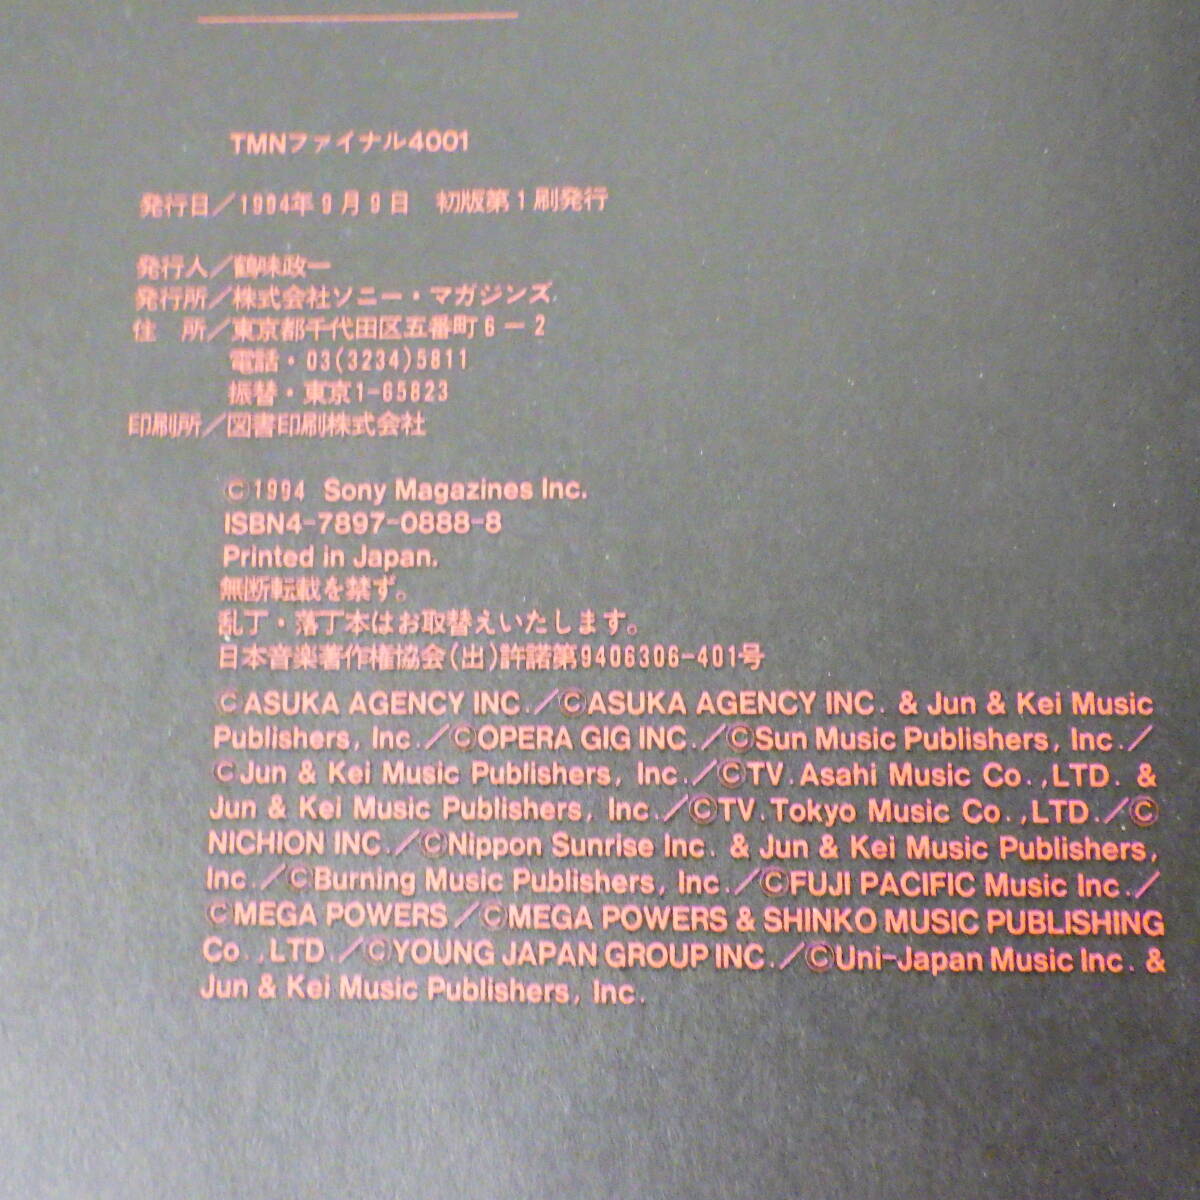 TMNファイナル4001
発行日／1994年9月9日　初版第1刷発行
発行人／鶴味政一
発行所／株式会社ソニー・マガジンズ
住　所／東京都千代田区五番町6－2
電話・03(3234)5811
振替・東京1-65823
印刷所／図書印刷株式会社
©1994 Sony Magazines Inc.
ISBN4-7897-0888-8
Printed in Japan.
無断転載を禁ず。
乱丁・落丁本はお取替えいたします。
日本音楽著作権協会(出)許諾第9406306-401号
©ASUKA AGENCY INC.／©ASUKA AGENCY INC. & Jun & Kei Music
Publishers, Inc.／©OPERA GIG INC.／©Sun Music Publishers, Inc.／
©Jun & Kei Music Publishers, Inc.／©TV.Asahi Music Co.,LTD. &
Jun & Kei Music Publishers, Inc.／©TV.Tokyo Music Co.,LTD.／©
NICHION INC.／©Nippon Sunrise Inc. & Jun & Kei Music Publishers,
Inc.／©Burning Music Publishers, Inc.／©FUJI PACIFIC Music Inc.／
©MEGA POWERS／©MEGA POWERS & SHINKO MUSIC PUBLISHING
Co.,LTD.／©YOUNG JAPAN GROUP INC.／©Uni-Japan Music Inc. &
Jun & Kei Music Publishers, Inc.